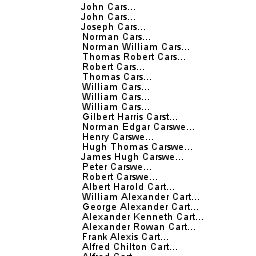 John Cars...
John Cars...
Joseph Cars...
Norman Cars...
Norman William Cars...
Thomas Robert Cars...
Robert Cars...
Thomas Cars...
William Cars...
William Cars...
William Cars...
Gilbert Harris Carst...
Norman Edgar Carswe...
Henry Carswe...
Hugh Thomas Carswe...
James Hugh Carswe...
Peter Carswe...
Robert Carswe...
Albert Harold Cart...
William Alexander Cart...
George Alexander Cart...
Alexander Kenneth Cart...
Alexander Rowan Cart...
Frank Alexis Cart...
Alfred Chilton Cart...
Alfred Cart...